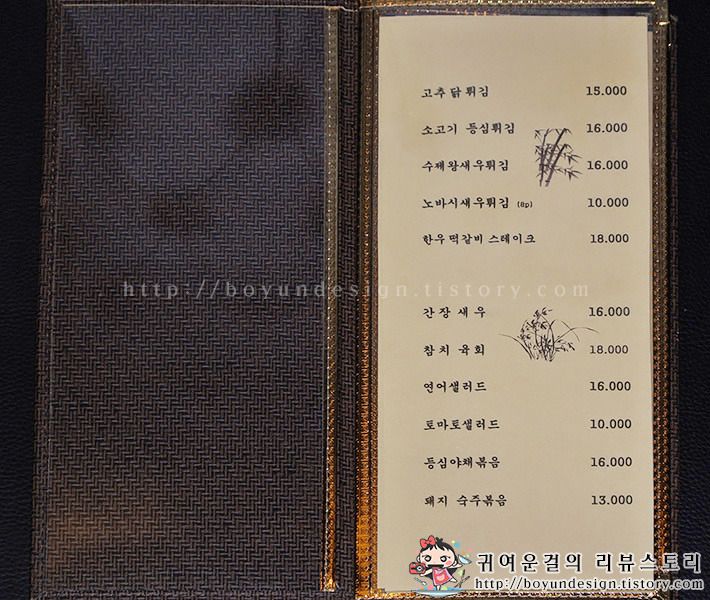 고추 닭 튀김 15.000
소고기 등심튀김 16.000
수제왕새우튀김 16.000
노바시새우튀김 (8p) 10.000
한우 떡갈비 스테이크 18.000
http://boyundesign.tistory.com
간장 새우 16.000
참치 육회 18.000
연어샐러드 16.000
토마토샐러드 10.000
등심야채볶음 16.000
돼지 숙주볶음 13.000
귀여운걸의 리뷰스토리
http://boyundesign.tistory.com